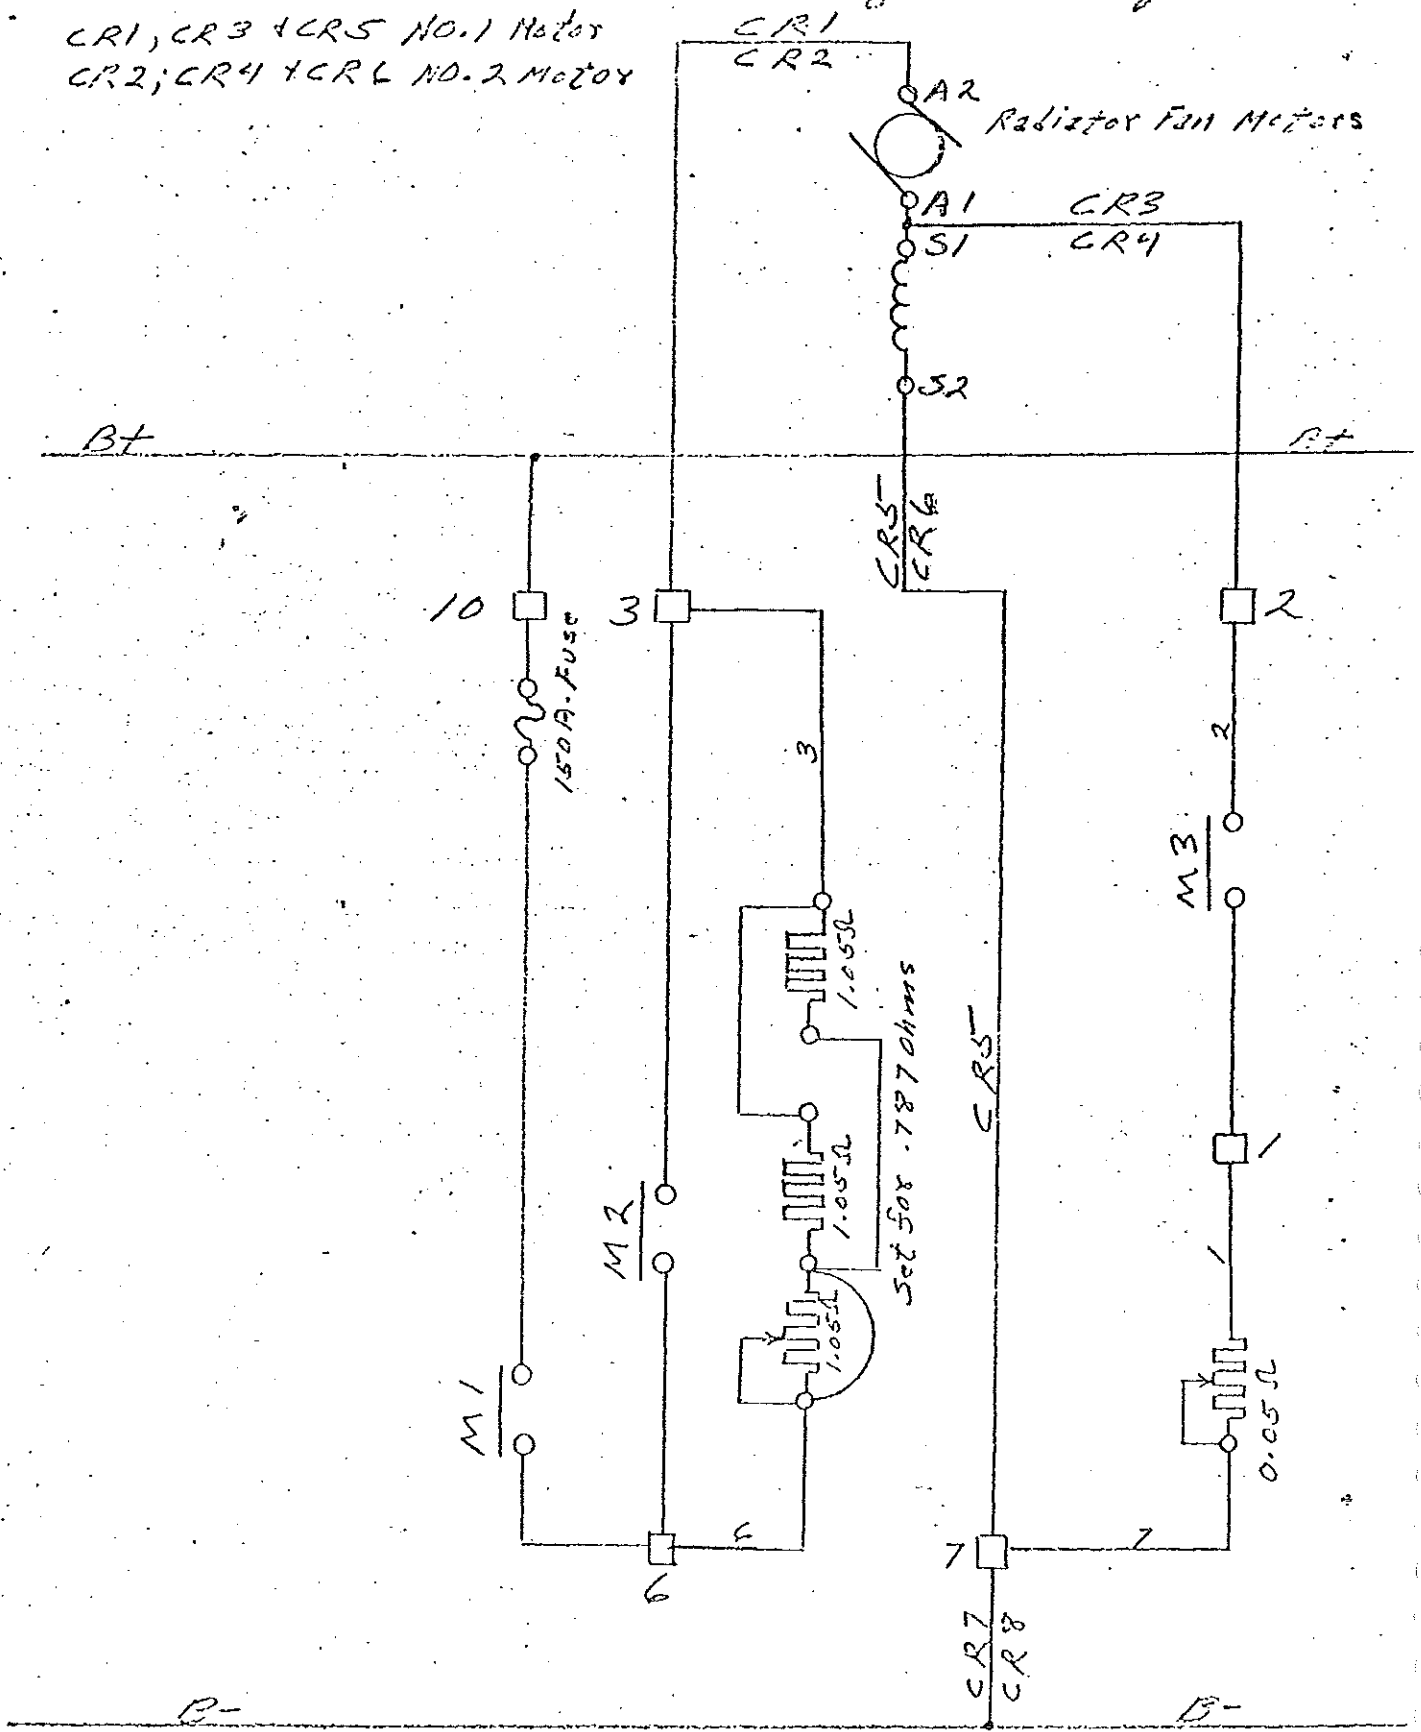 CR1, CR3 & CR5 NO.1 Motor
CR2; CR4 & CR6 NO.2 Motor
CR1
CR2
A2
Radiator Fan Motors
A1
CR3
S1
CR4
S2
B+
B+
CR5
CR6
10
3
2
150A. Fuse
3
2
M3
1.05Ω
Set for .787 Ohms
CR5
1
M2
1.05Ω
1
1.05Ω
M1
0.05Ω
6
7
7
6
CR7
CR8
B-
B-